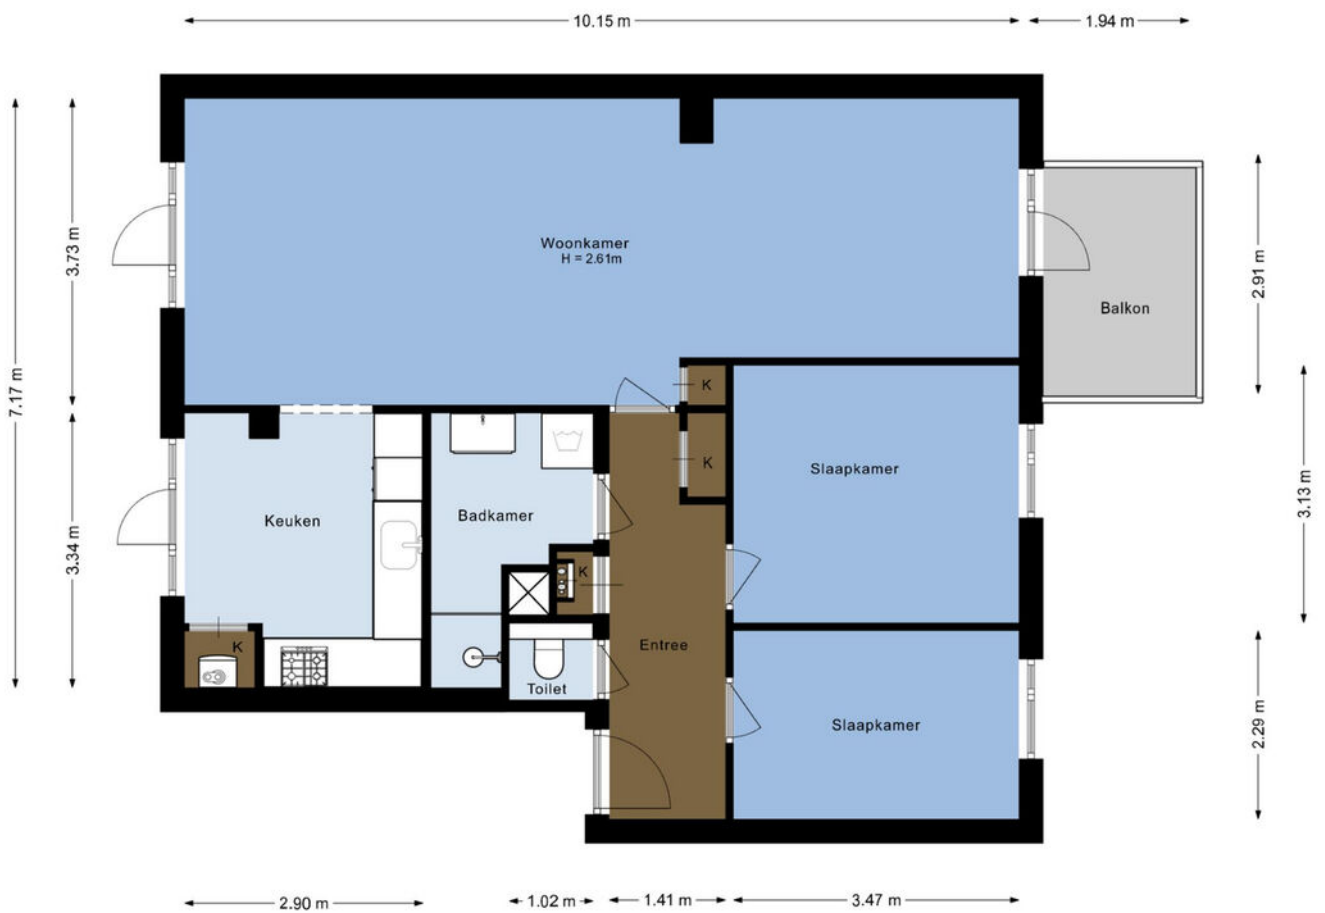 10.15 m
1.94 m
7.17 m
3.73 m
3.34 m
Woonkamer
H = 2.61m
Balkon
2.91 m
K
K
Slaapkamer
3.13 m
Keuken
Badkamer
K
Entree
K
Toilet
Slaapkamer
2.29 m
2.90 m
1.02 m
1.41 m
3.47 m